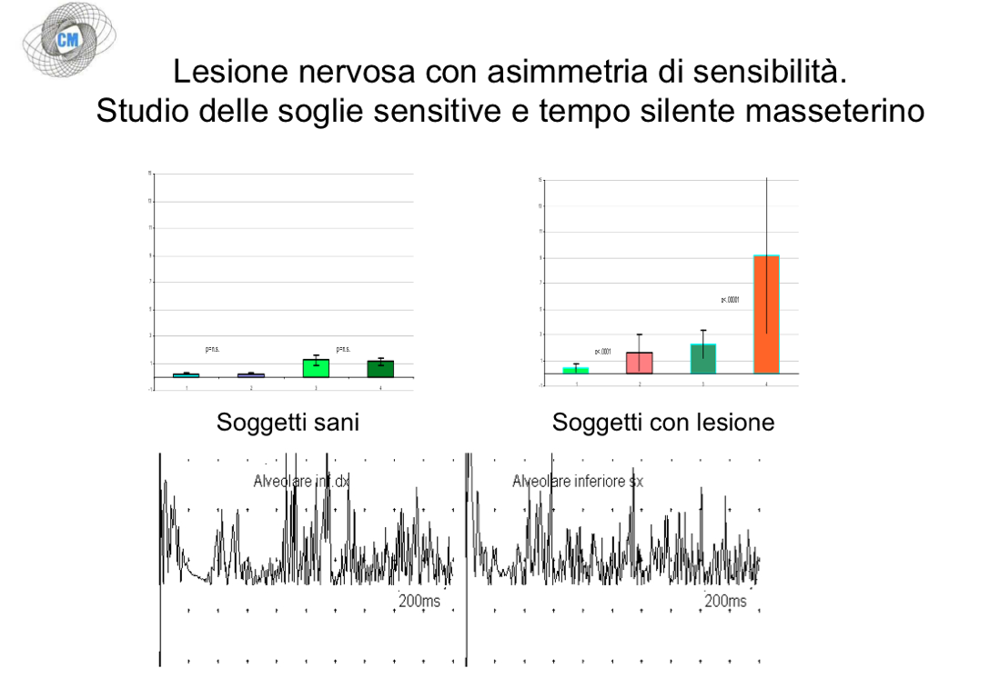 CM
Lesione nervosa con asimmetria di sensibilità.
Studio delle soglie sensitive e tempo silente masseterino
p=n.s.
p=n.s.
1 2 3 4
p<.0001
p<.00001
1 2 3 4
Soggetti sani
Soggetti con lesione
Alveolare inf.dx
Alveolare inferiore sx
200ms
200ms